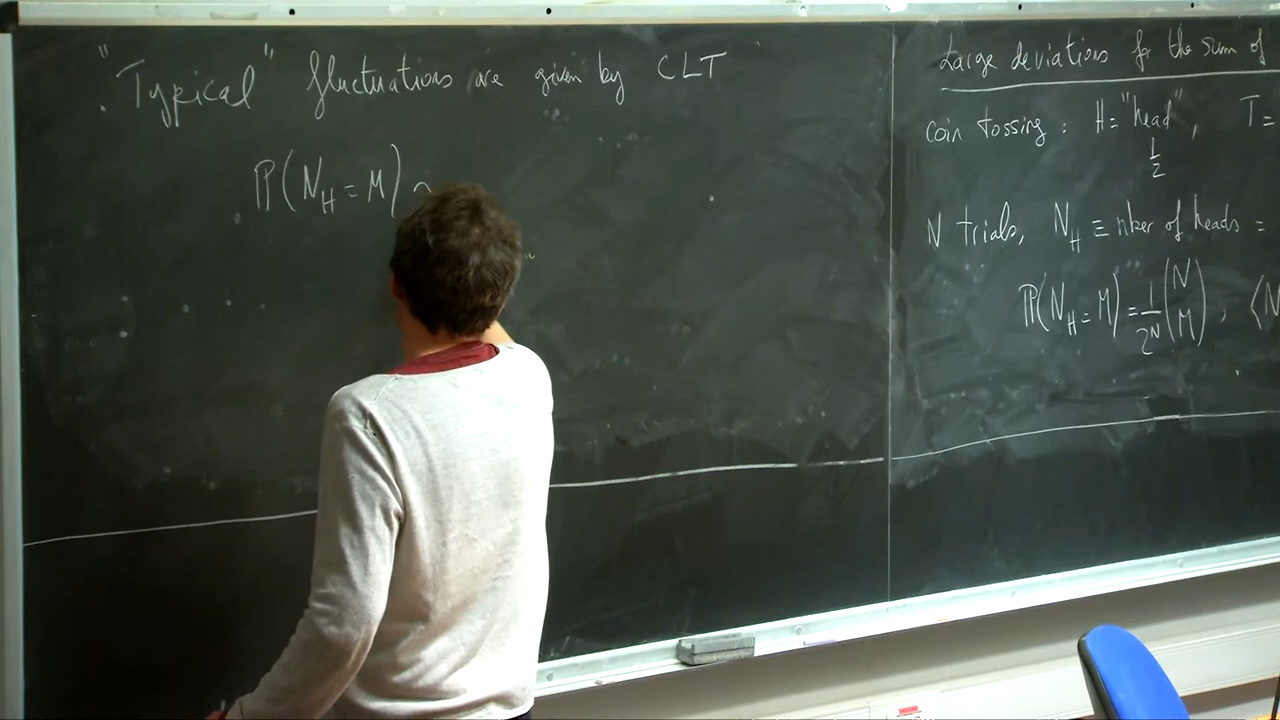 "Typical" fluctuations are given by CLT
ℙ(N_H = M) ~
Large deviations for the sum of
coin tossing : H = "head", T =
1/2
N trials, N_H ≡ nber of heads =
ℙ(N_H = M) = 1/2^N (N M), ⟨N